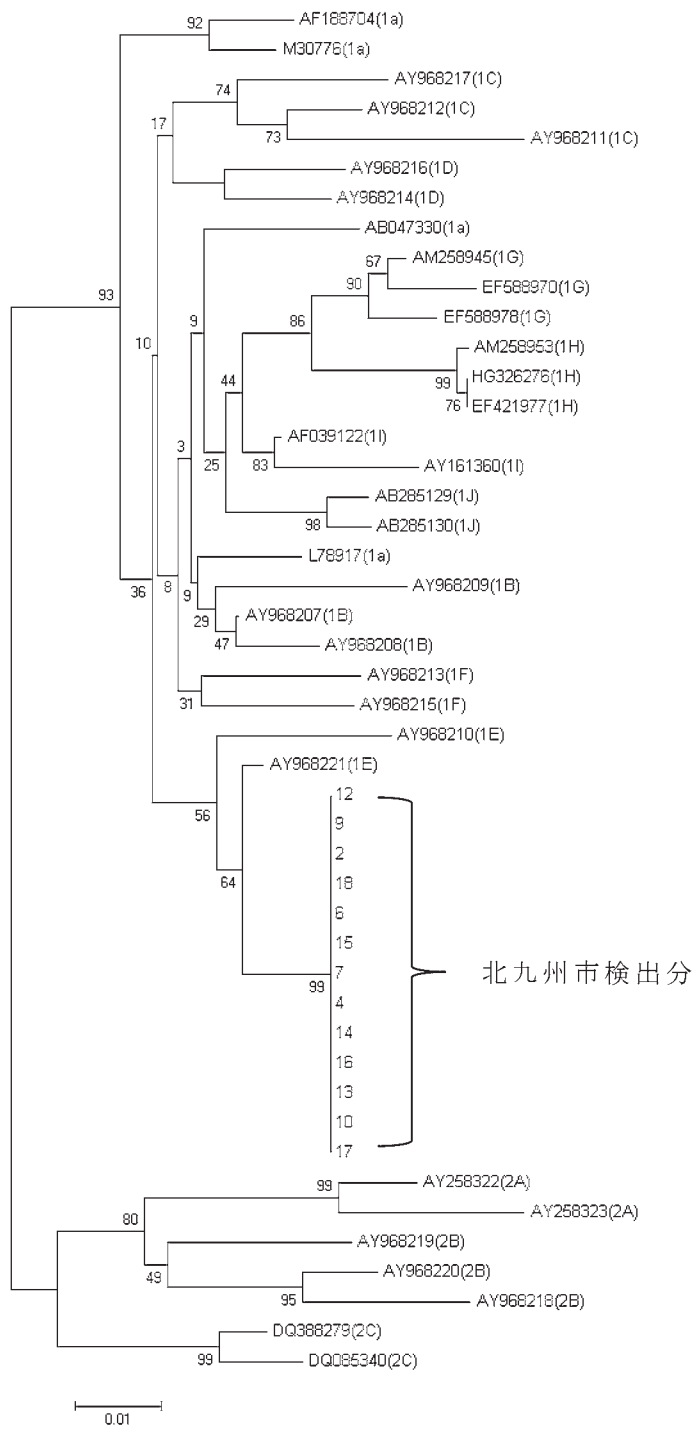 92
AF188704(1a)
M30776(1a)
74
AY968217(1C)
17
AY968212(1C)
73
AY968211(1C)
AY968216(1D)
AY968214(1D)
AB047330(1a)
67
AM258945(1G)
90
EF588970(1G)
93
9
86
EF588978(1G)
10
AM258953(1H)
44
99
HG326276(1H)
76
EF421977(1H)
3
AF039122(1I)
25
83
AY161360(1I)
AB285129(1J)
98
AB285130(1J)
L78917(1a)
36
8
9
AY968209(1B)
29
AY968207(1B)
47
AY968208(1B)
AY968213(1F)
31
AY968215(1F)
AY968210(1E)
AY968221(1E)
56
12
9
2
64
18
6
15
99
7
北九州市検出分
4
14
16
13
10
17
99
AY258322(2A)
80
AY258323(2A)
AY968219(2B)
49
AY968220(2B)
95
AY968218(2B)
DQ388279(2C)
99
DQ085340(2C)
0.01